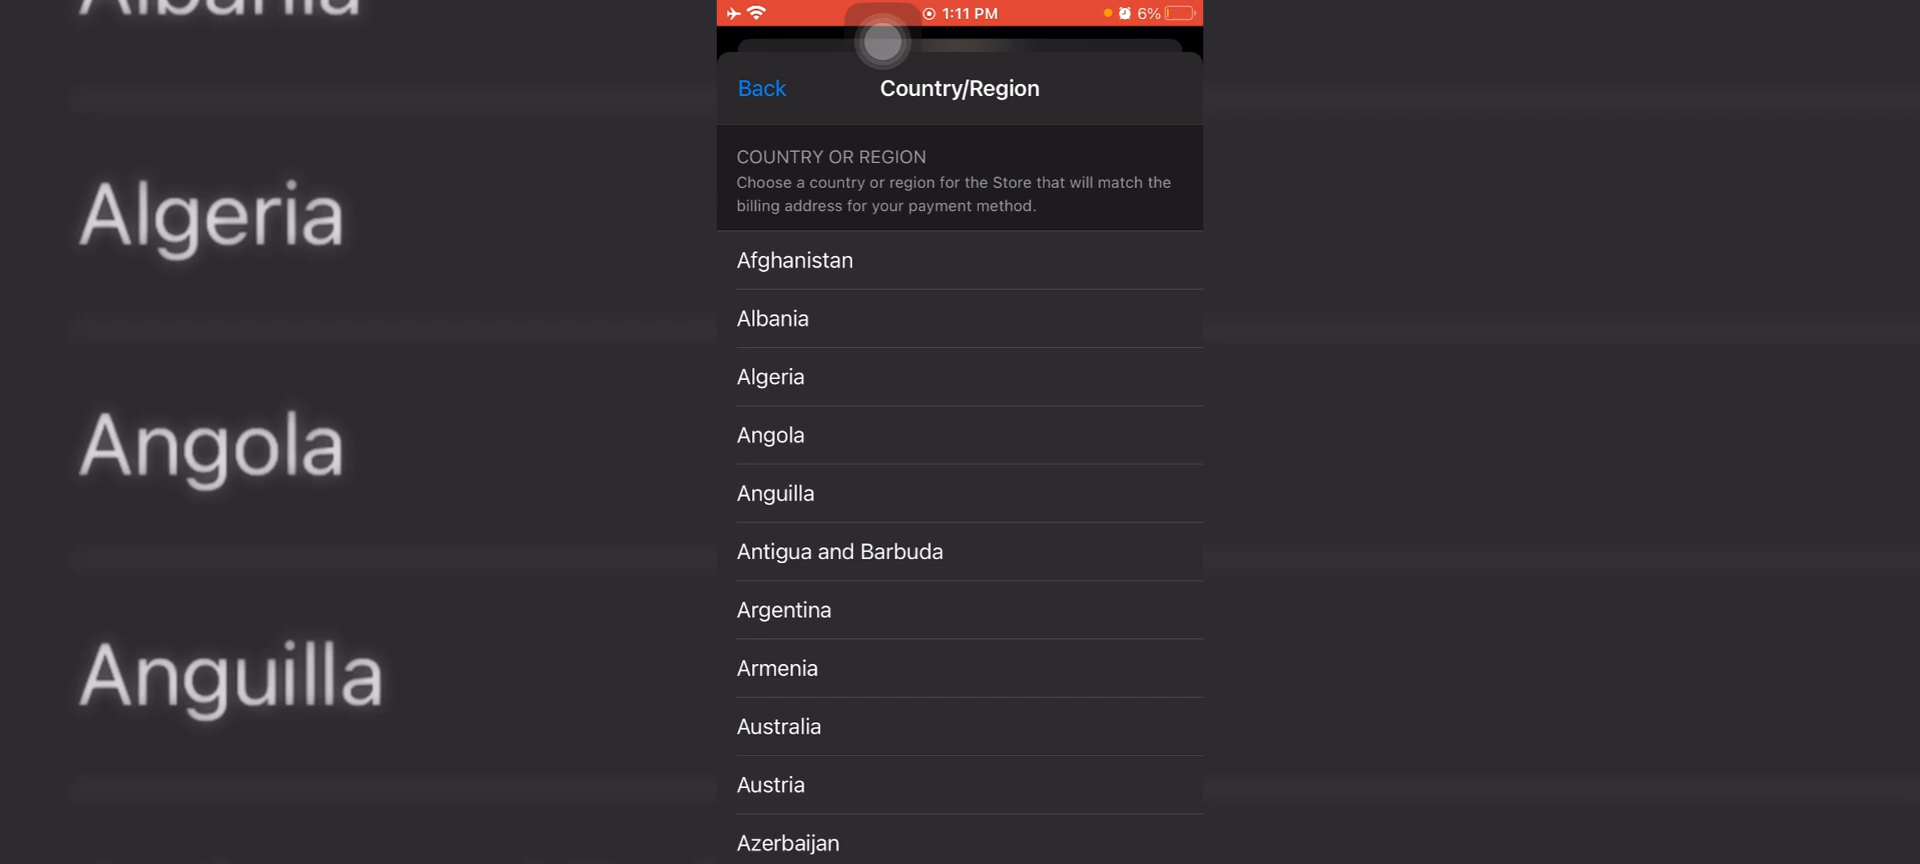 1:11 PM
6%
Back
Country/Region
COUNTRY OR REGION
Choose a country or region for the Store that will match the
billing address for your payment method.
Afghanistan
Albania
Algeria
Angola
Anguilla
Antigua and Barbuda
Argentina
Armenia
Australia
Austria
Azerbaijan
Albania
Algeria
Angola
Anguilla